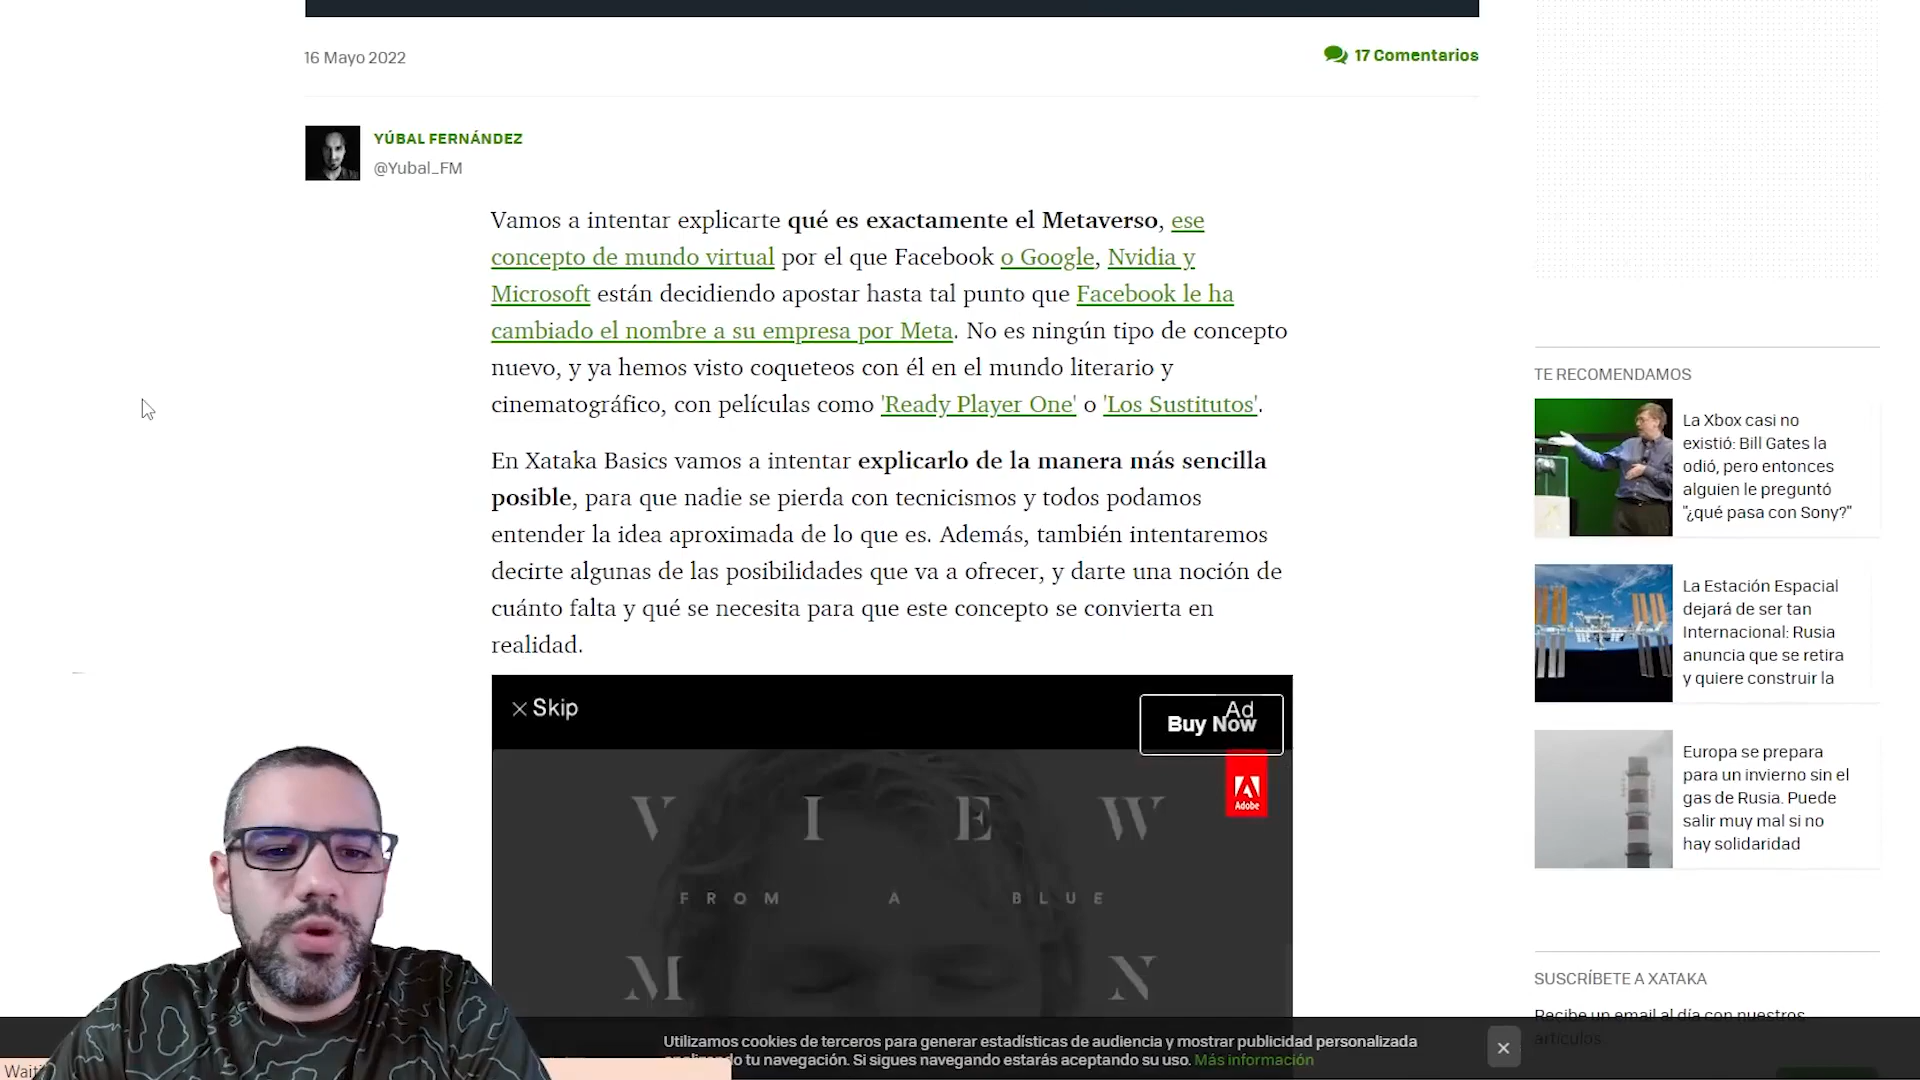 16 Mayo 2022
17 Comentarios
YÚBAL FERNÁNDEZ
@Yubal_FM
Vamos a intentar explicarte qué es exactamente el Metaverso, ese
concepto de mundo virtual por el que Facebook o Google, Nvidia y
Microsoft están decidiendo apostar hasta tal punto que Facebook le ha
cambiado el nombre a su empresa por Meta. No es ningún tipo de concepto
nuevo, y ya hemos visto coqueteos con él en el mundo literario y
cinematográfico, con películas como 'Ready Player One' o 'Los Sustitutos'.
En Xataka Basics vamos a intentar explicarlo de la manera más sencilla
posible, para que nadie se pierda con tecnicismos y todos podamos
entender la idea aproximada de lo que es. Además, también intentaremos
decirte algunas de las posibilidades que va a ofrecer, y darte una noción de
cuánto falta y qué se necesita para que este concepto se convierta en
realidad.
Skip
Ad
Buy Now
Adobe
VIEW
FROM A BLUE
M N
TE RECOMENDAMOS
La Xbox casi no
existió: Bill Gates la
odió, pero entonces
alguien le preguntó
"¿qué pasa con Sony?"
La Estación Espacial
dejará de ser tan
Internacional: Rusia
anuncia que se retira
y quiere construir la
Europa se prepara
para un invierno sin el
gas de Rusia. Puede
salir muy mal si no
hay solidaridad
SUSCRÍBETE A XATAKA
Recibe un email al día con nuestros
artículos
Utilizamos cookies de terceros para generar estadísticas de audiencia y mostrar publicidad personalizada
o tu navegación. Si sigues navegando estarás aceptando su uso. Más información